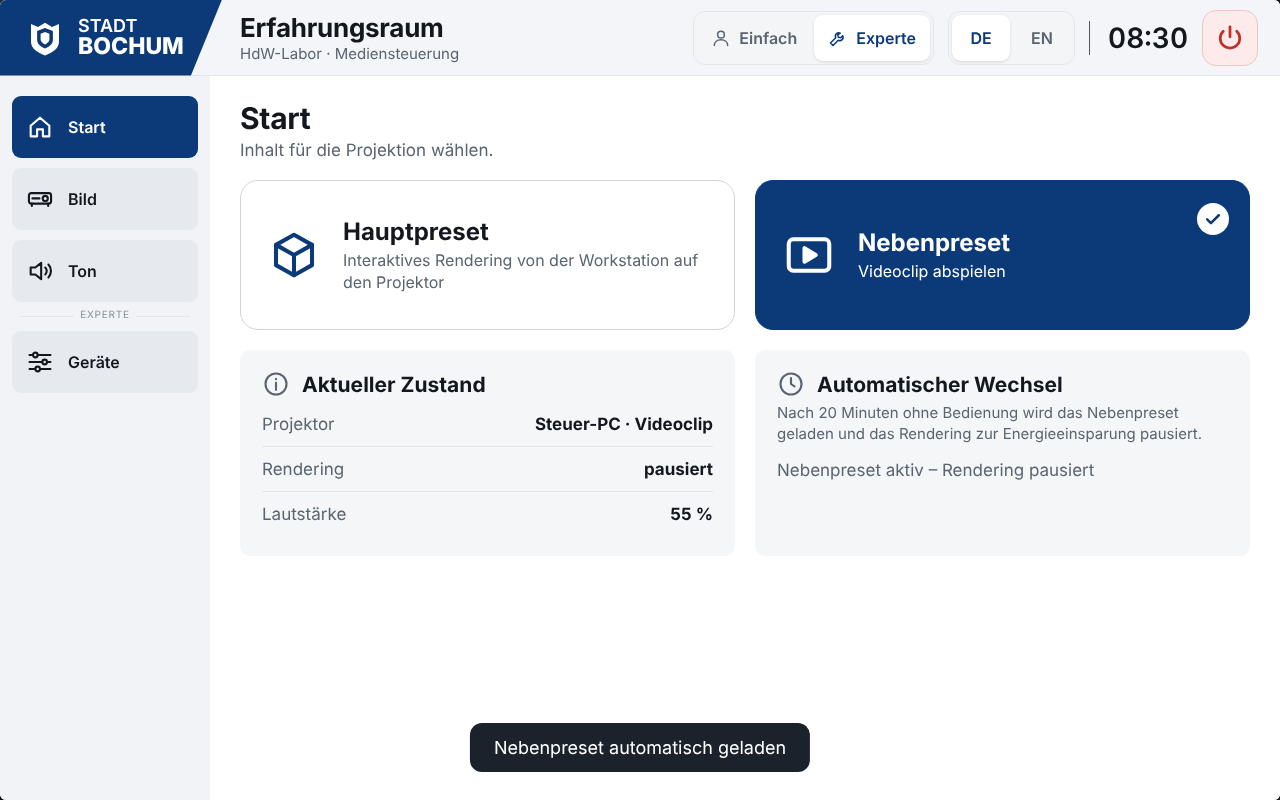 STADT
BOCHUM
Erfahrungsraum
HdW-Labor · Mediensteuerung
Einfach
Experte
DE
EN
08:30
Start
Bild
Ton
EXPERTE
Geräte
Start
Inhalt für die Projektion wählen.
Hauptpreset
Interaktives Rendering von der Workstation auf
den Projektor
Nebenpreset
Videoclip abspielen
Aktueller Zustand
Projektor
Steuer-PC · Videoclip
Rendering
pausiert
Lautstärke
55 %
Automatischer Wechsel
Nach 20 Minuten ohne Bedienung wird das Nebenpreset
geladen und das Rendering zur Energieeinsparung pausiert.
Nebenpreset aktiv – Rendering pausiert
Nebenpreset automatisch geladen